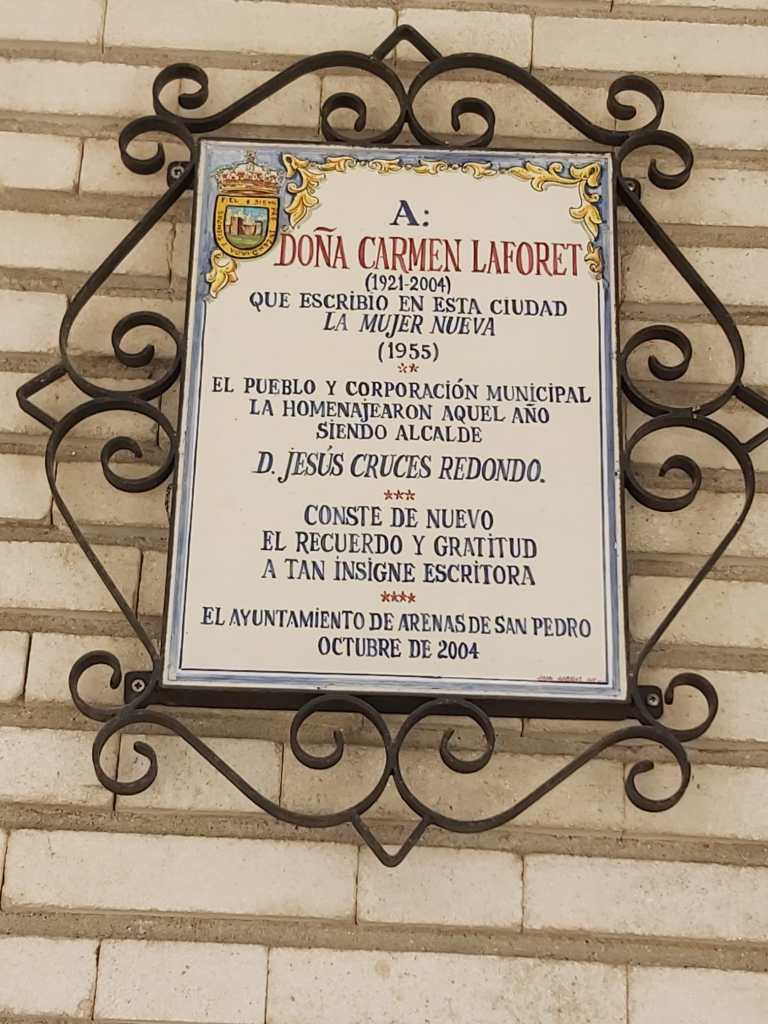 A:
DOÑA CARMEN LAFORET
(1921-2004)
QUE ESCRIBIO EN ESTA CIUDAD
LA MUJER NUEVA
(1955)
**
EL PUEBLO Y CORPORACIÓN MUNICIPAL
LA HOMENAJEARON AQUEL AÑO
SIENDO ALCALDE
D. JESÚS CRUCES REDONDO.
***
CONSTE DE NUEVO
EL RECUERDO Y GRATITUD
A TAN INSIGNE ESCRITORA
****
EL AYUNTAMIENTO DE ARENAS DE SAN PEDRO
OCTUBRE DE 2004